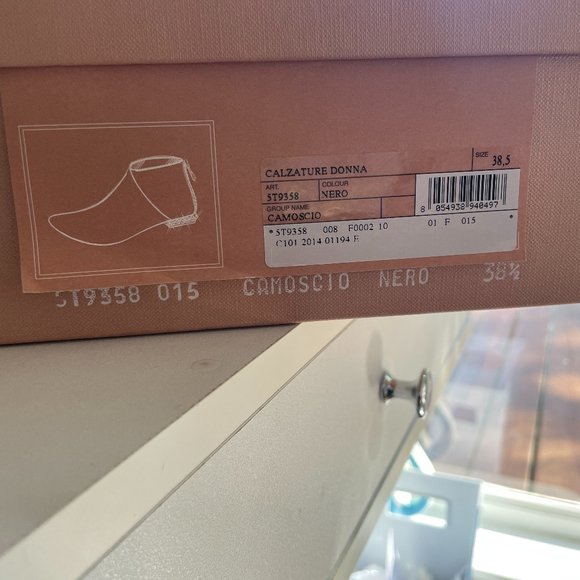 CALZATURE DONNA
SIZE 38,5
ART. COLOUR
5T9358 NERO
GROUP NAME
CAMOSCIO
8 054938 940497
* 5T9358 008 F0002 10 01 F 015 *
C101 2014 01194 F
5T9358 015 CAMOSCIO NERO 38½